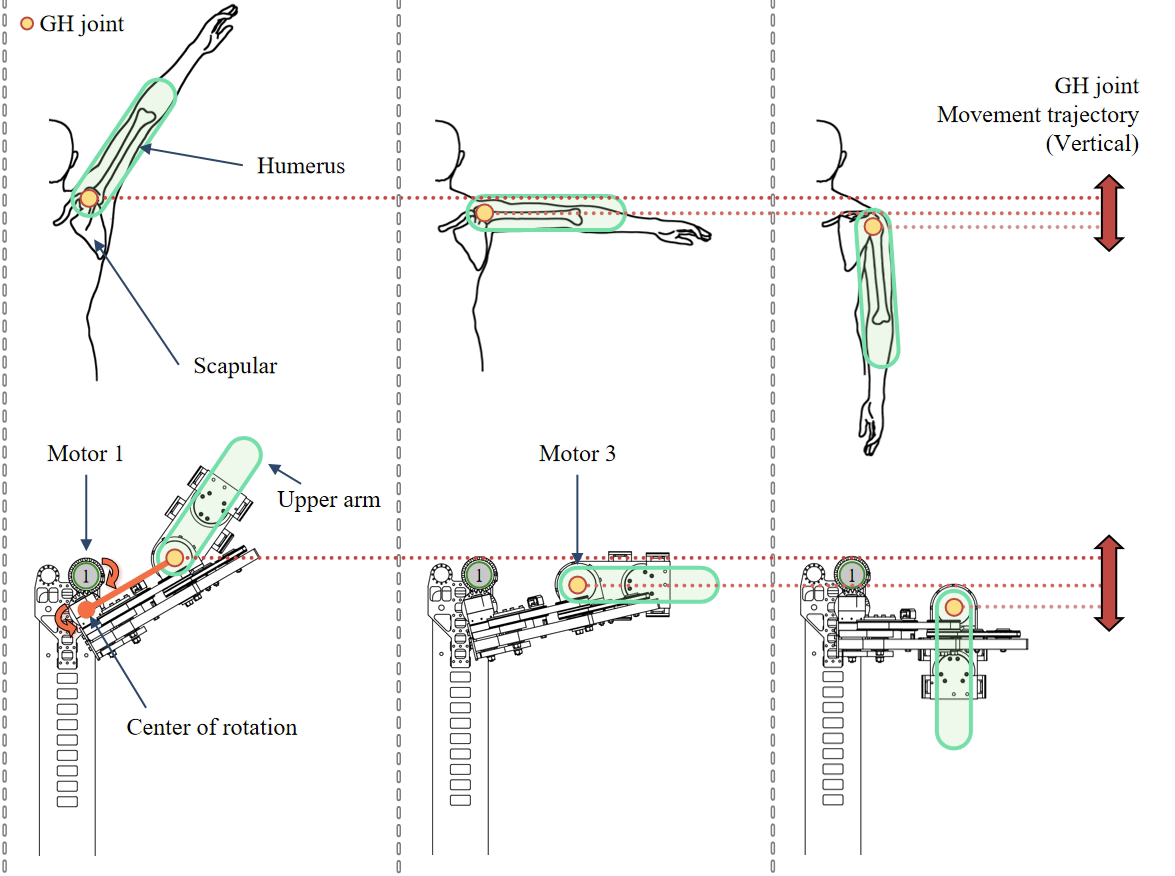 GH joint
GH joint
Movement trajectory
(Vertical)
Humerus
Scapular
Motor 1
Motor 3
Upper arm
1
1
1
Center of rotation